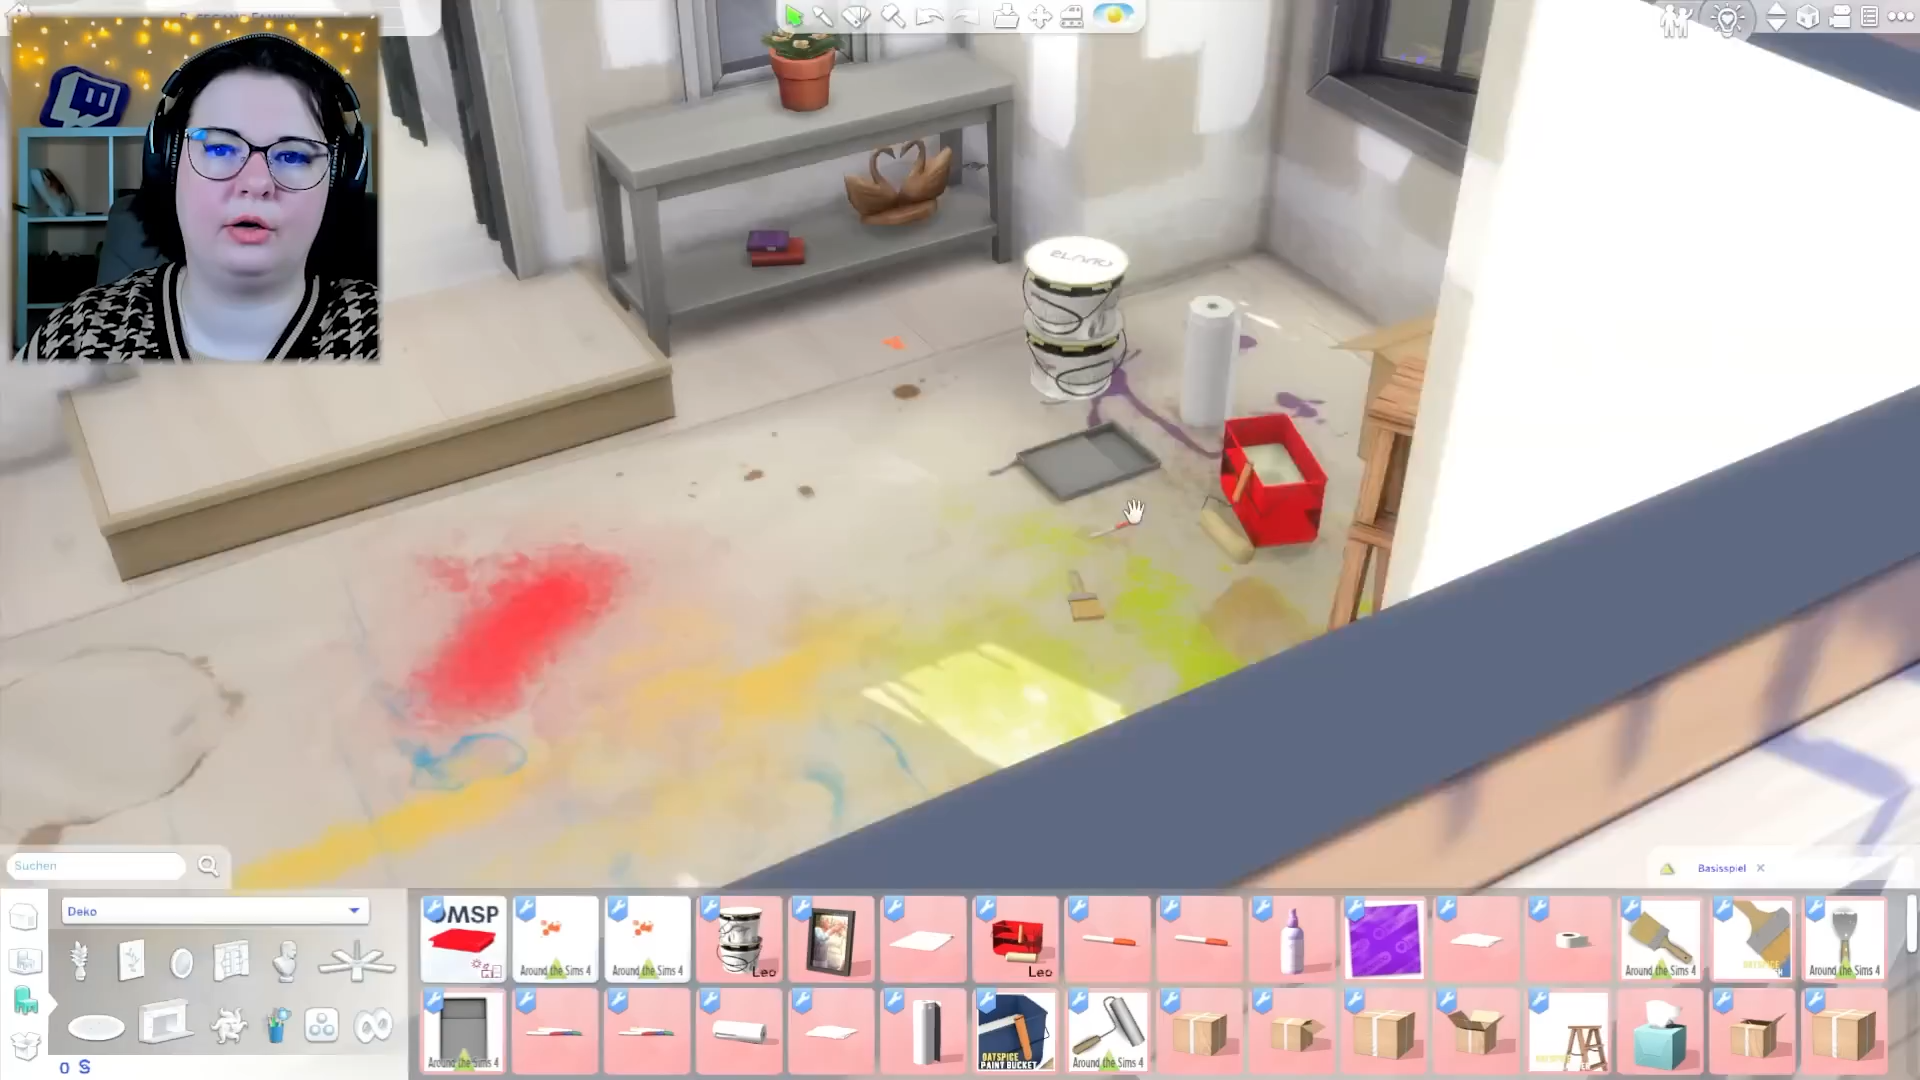 Suchen
Basisspiel
Deko
OMSP
Around the Sims 4
Around the Sims 4
Leo
Leo
Around the Sims 4
Around the Sims 4
Around the Sims 4
OATSPICE
PAINT BUCKET
Around the Sims 4
0 S